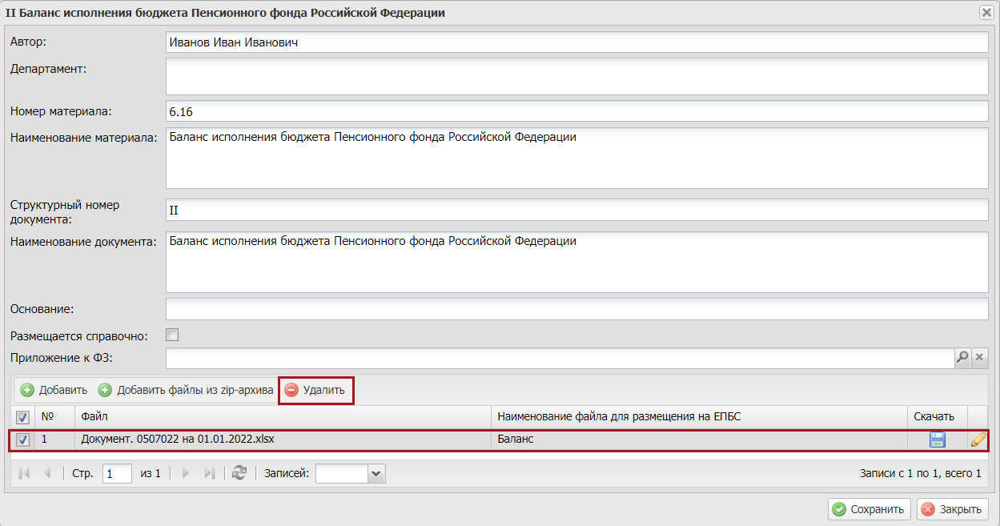 II Баланс исполнения бюджета Пенсионного фонда Российской Федерации
Автор: Иванов Иван Иванович
Департамент:
Номер материала: 6.16
Наименование материала: Баланс исполнения бюджета Пенсионного фонда Российской Федерации
Структурный номер
документа: II
Наименование документа: Баланс исполнения бюджета Пенсионного фонда Российской Федерации
Основание:
Размещается справочно:
Приложение к ФЗ:
Добавить Добавить файлы из zip-архива Удалить
№ Файл Наименование файла для размещения на ЕПБС Скачать
1 Документ. 0507022 на 01.01.2022.xlsx Баланс
Стр. 1 из 1 Записей: Записи с 1 по 1, всего 1
Сохранить Закрыть